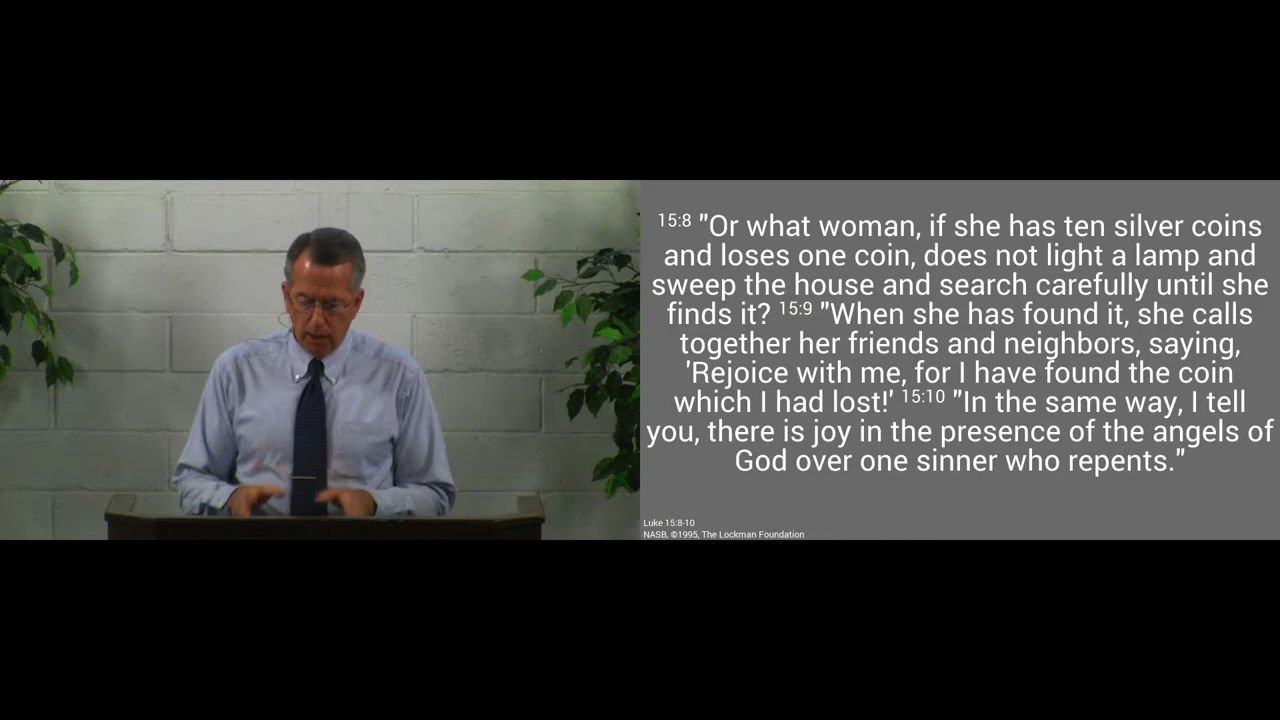 15:8 "Or what woman, if she has ten silver coins
and loses one coin, does not light a lamp and
sweep the house and search carefully until she
finds it? 15:9 "When she has found it, she calls
together her friends and neighbors, saying,
'Rejoice with me, for I have found the coin
which I had lost!' 15:10 "In the same way, I tell
you, there is joy in the presence of the angels of
God over one sinner who repents."
Luke 15:8-10
NASB, ©1995, The Lockman Foundation